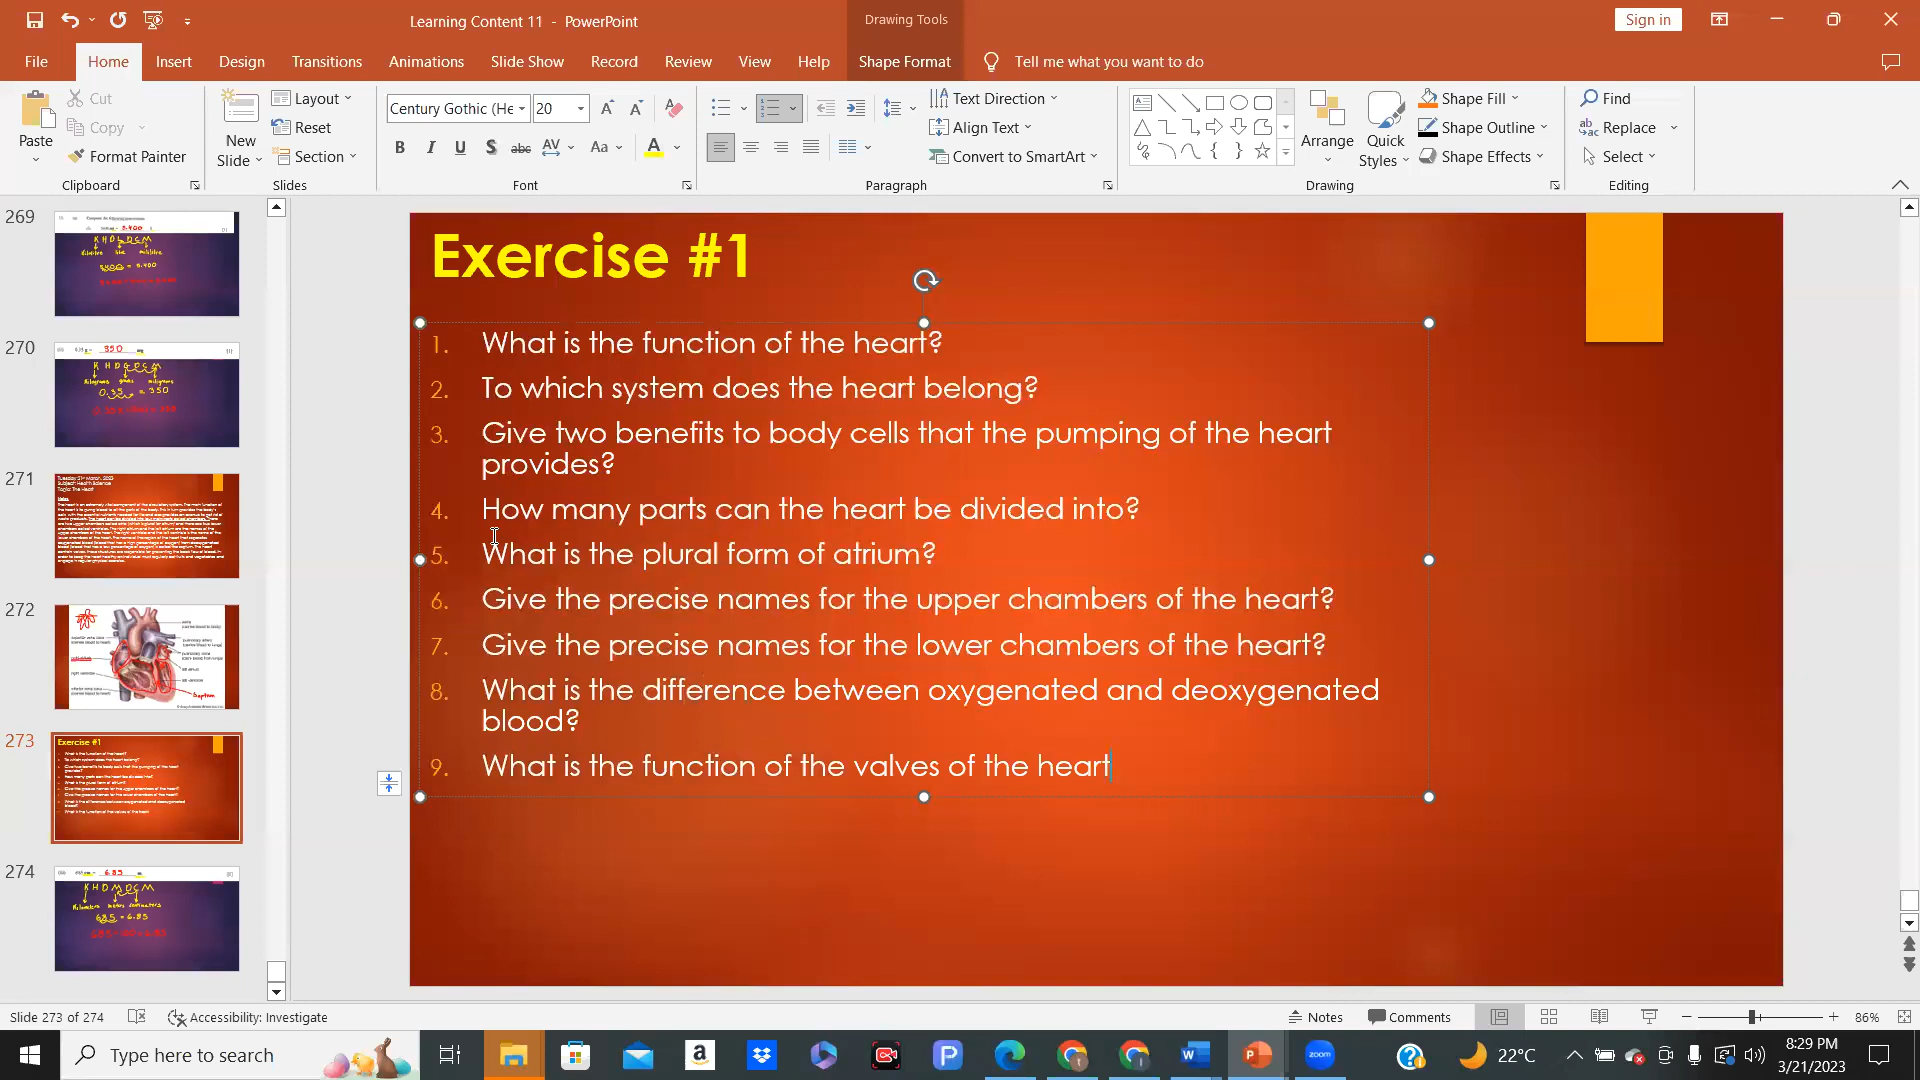 Learning Content 11 - PowerPoint
Drawing Tools
Sign in
File
Home
Insert
Design
Transitions
Animations
Slide Show
Record
Review
View
Help
Shape Format
Tell me what you want to do
Paste
Cut
Copy
Format Painter
Clipboard
New
Slide
Layout
Reset
Section
Slides
Century Gothic (He
20
Font
Text Direction
Align Text
Convert to SmartArt
Paragraph
Arrange
Quick
Styles
Shape Fill
Shape Outline
Shape Effects
Drawing
Find
Replace
Select
Editing
269
270
271
272
273
274
Exercise #1
1. What is the function of the heart?
2. To which system does the heart belong?
3. Give two benefits to body cells that the pumping of the heart
provides?
4. How many parts can the heart be divided into?
5. What is the plural form of atrium?
6. Give the precise names for the upper chambers of the heart?
7. Give the precise names for the lower chambers of the heart?
8. What is the difference between oxygenated and deoxygenated
blood?
9. What is the function of the valves of the heart
Slide 273 of 274
Accessibility: Investigate
Notes
Comments
86%
Type here to search
22°C
8:29 PM
3/21/2023